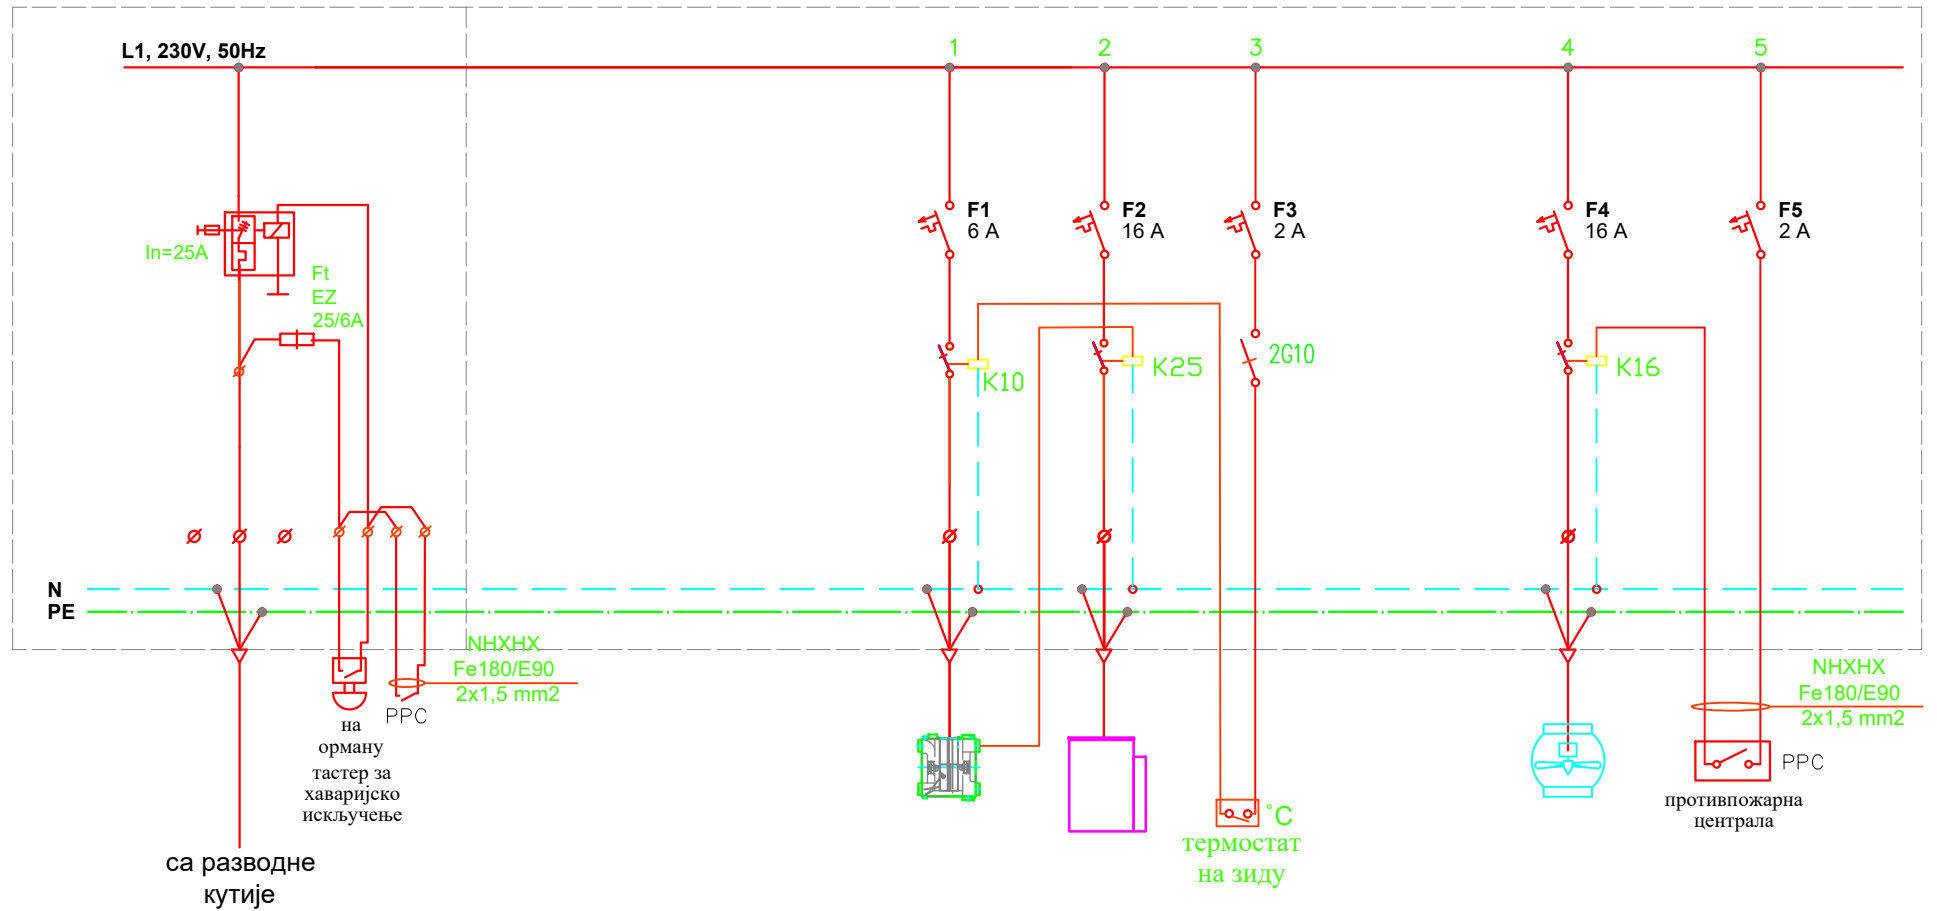 L1, 230V, 50Hz
1
2
3
4
5
F1
6 A
F2
16 A
F3
2 A
F4
16 A
F5
2 A
In=25A
Ft
EZ
25/6A
K10
K25
2G10
K16
N
PE
NHXHX
Fe180/E90
2x1,5 mm2
PPC
на
орману
тастер за
хаваријско
искључење
са разводне
кутије
°C
термостат
на зиду
NHXHX
Fe180/E90
2x1,5 mm2
PPC
противпожарна
централа